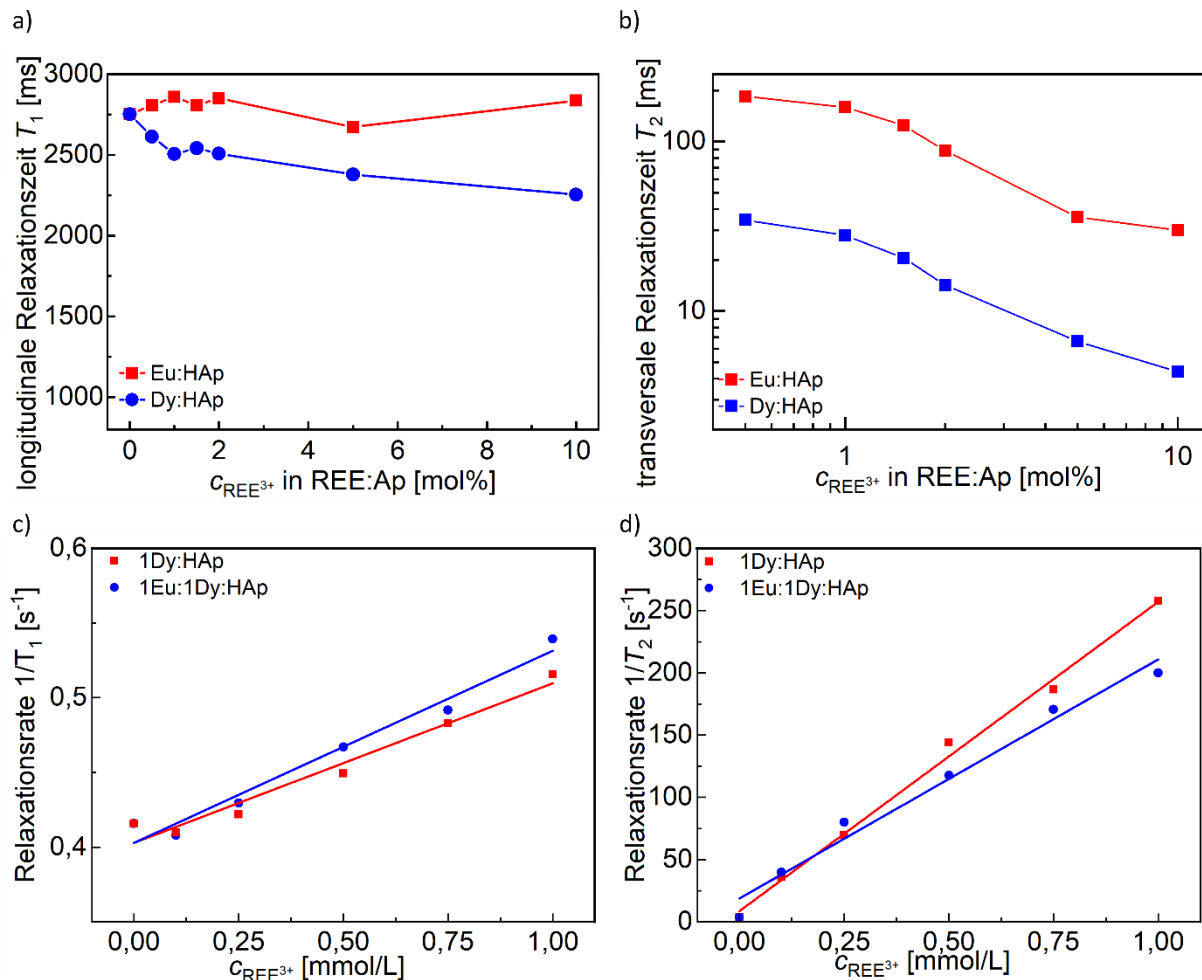 a)
longitudinale Relaxationszeit T₁ [ms]
3000
2500
2000
1500
1000
Eu:HAp
Dy:HAp
0 2 4 6 8 10
c_REE³⁺ in REE:Ap [mol%]
b)
transversale Relaxationszeit T₂ [ms]
100
10
Eu:HAp
Dy:HAp
1 10
c_REE³⁺ in REE:Ap [mol%]
c)
Relaxationsrate 1/T₁ [s⁻¹]
0,6
0,5
0,4
1Dy:HAp
1Eu:1Dy:HAp
0,00 0,25 0,50 0,75 1,00
c_REE³⁺ [mmol/L]
d)
Relaxationsrate 1/T₂ [s⁻¹]
300
250
200
150
100
50
0
1Dy:HAp
1Eu:1Dy:HAp
0,00 0,25 0,50 0,75 1,00
c_REE³⁺ [mmol/L]